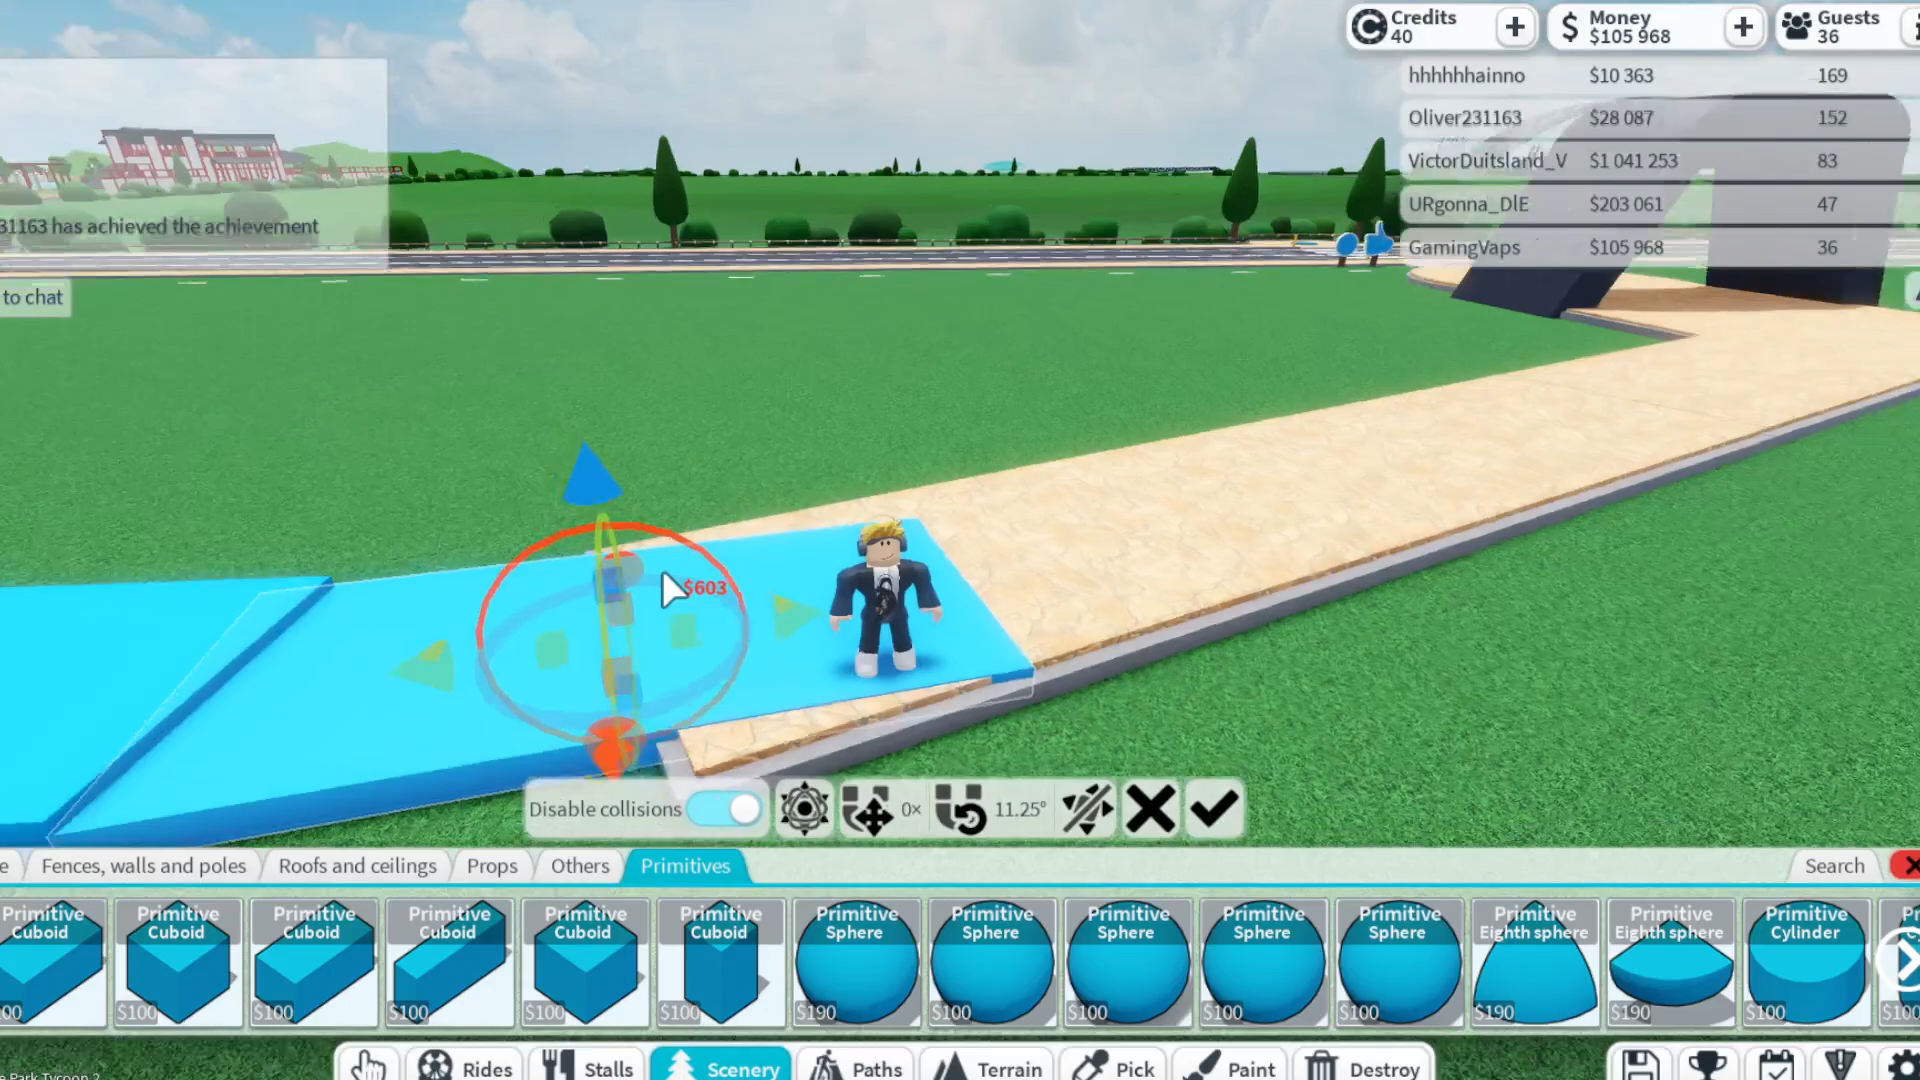 Credits
40
Money
$105 968
Guests
36
hhhhhhainno $10 363 169
Oliver231163 $28 087 152
VictorDuitsland_V $1 041 253 83
URgonna_DlE $203 061 47
GamingVaps $105 968 36
31163 has achieved the achievement
to chat
$603
Disable collisions 0× 11.25°
e Fences, walls and poles Roofs and ceilings Props Others Primitives Search
Primitive Cuboid
Primitive Cuboid
Primitive Cuboid
Primitive Cuboid
Primitive Cuboid
Primitive Cuboid
Primitive Sphere
Primitive Sphere
Primitive Sphere
Primitive Sphere
Primitive Sphere
Primitive Eighth sphere
Primitive Eighth sphere
Primitive Cylinder
00 $100 $100 $100 $100 $100 $190 $100 $100 $100 $100 $190 $190 $100 $100
Rides Stalls Scenery Paths Terrain Pick Paint Destroy
e Park Tycoon 2